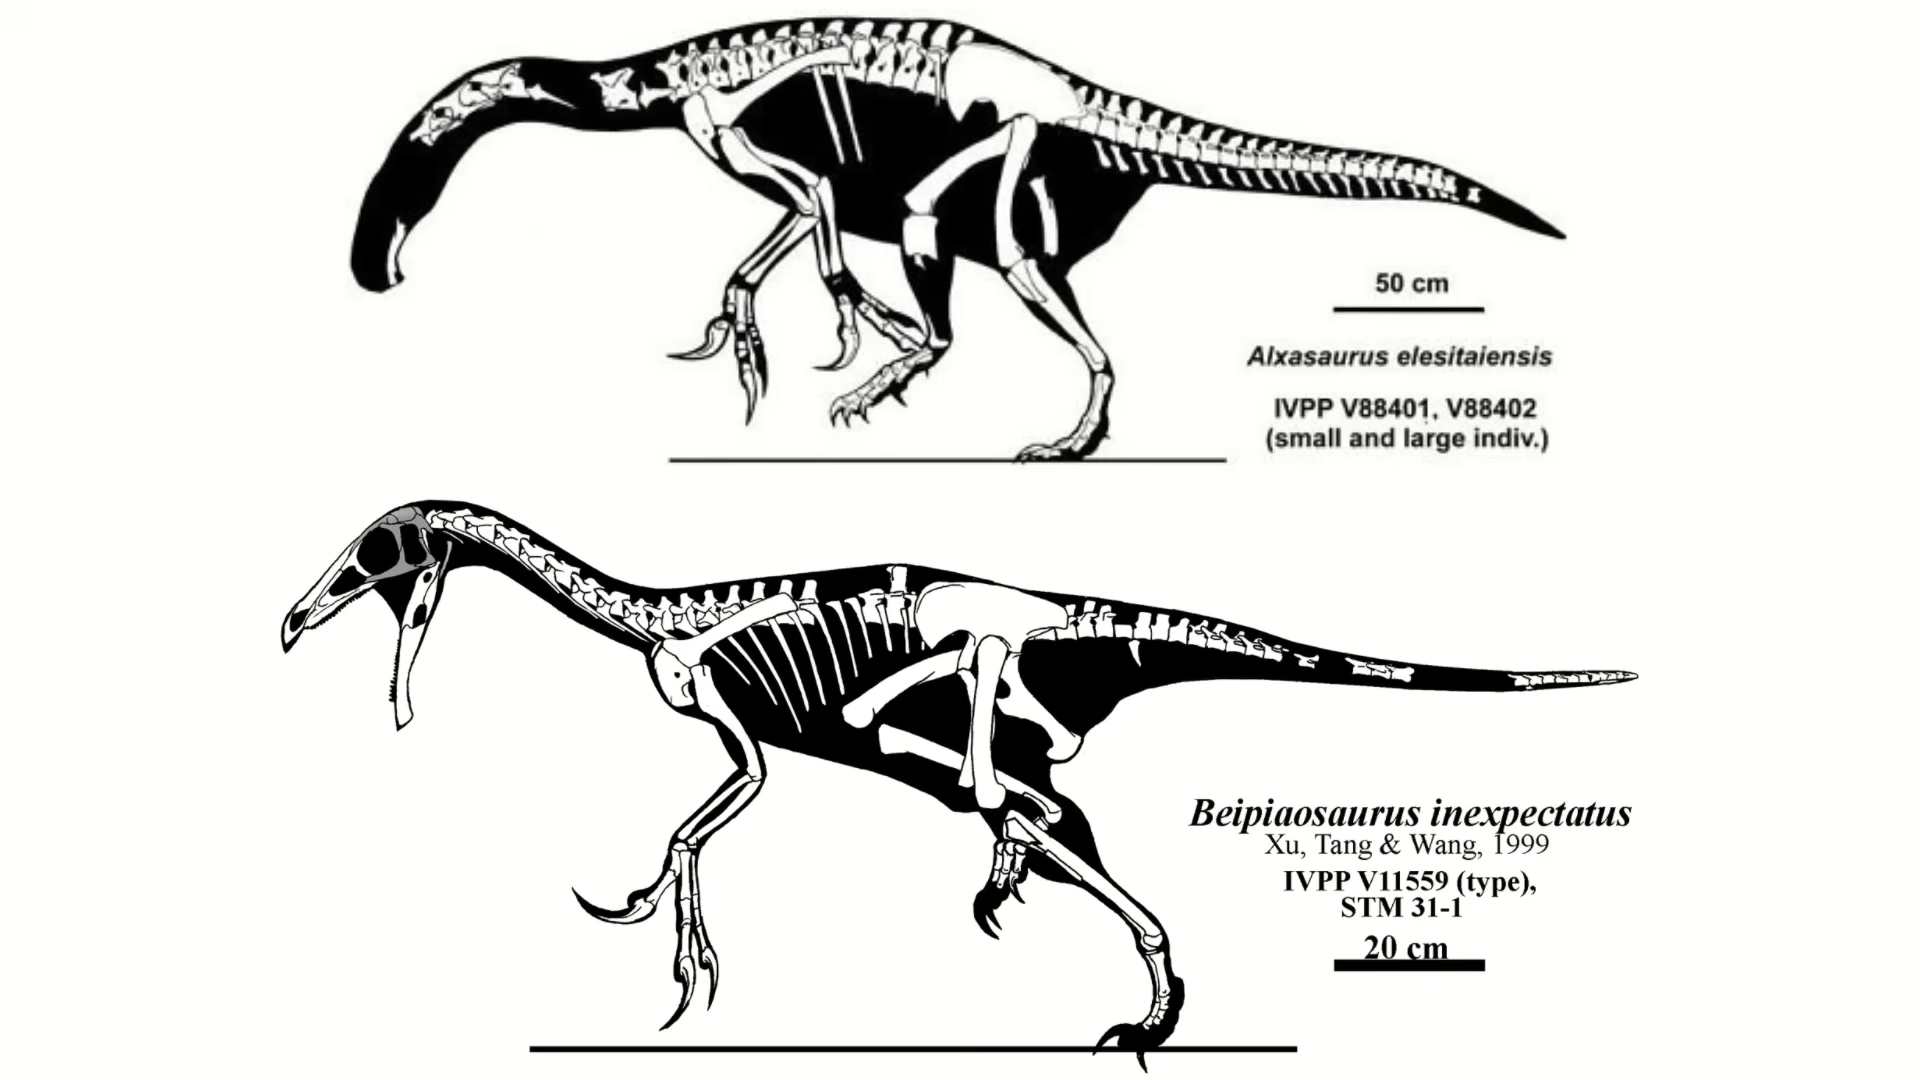 50 cm
Alxasaurus elesitaiensis
IVPP V88401, V88402
(small and large indiv.)
Beipiaosaurus inexpectatus
Xu, Tang & Wang, 1999
IVPP V11559 (type),
STM 31-1
20 cm